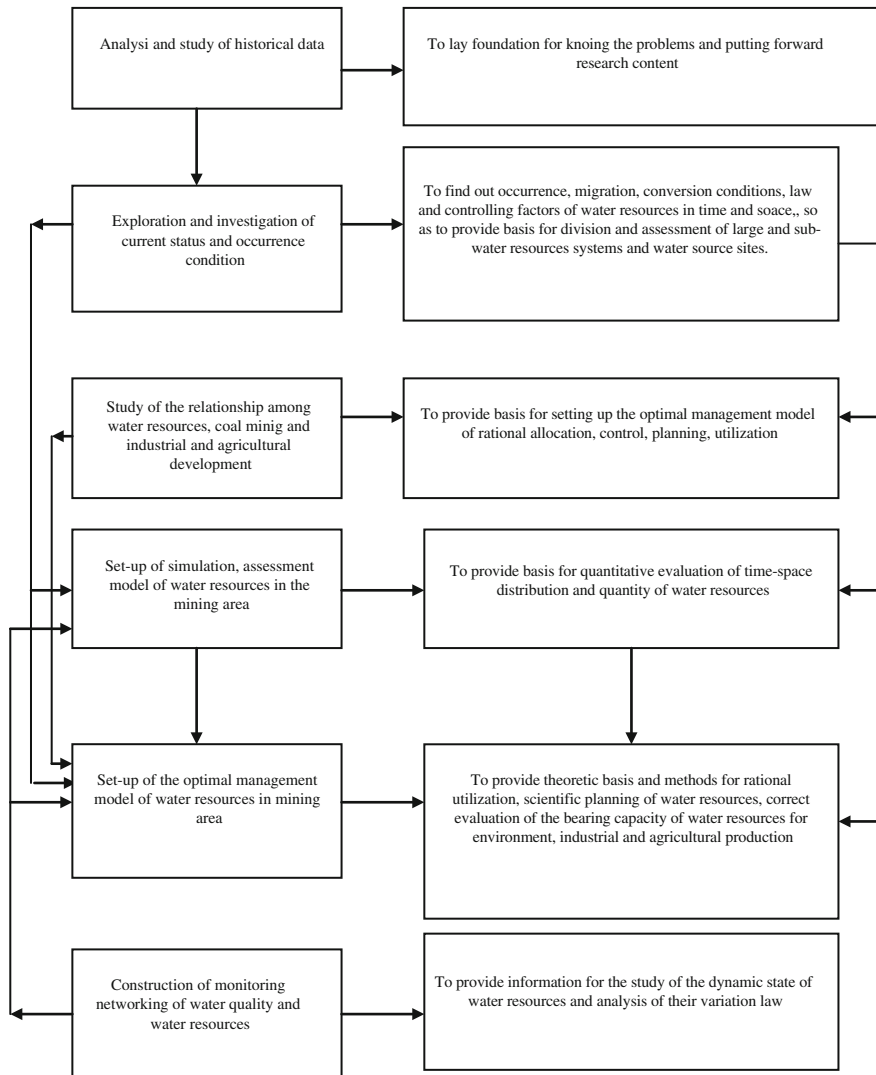 Analysi and study of historical data
To lay foundation for knoing the problems and putting forward
research content
Exploration and investigation of
current status and occurrence
condition
To find out occurrence, migration, conversion conditions, law
and controlling factors of water resources in time and soace,, so
as to provide basis for division and assessment of large and sub-
water resources systems and water source sites.
Study of the relationship among
water resources, coal minig and
industrial and agricultural
development
To provide basis for setting up the optimal management model
of rational allocation, control, planning, utilization
Set-up of simulation, assessment
model of water resources in the
mining area
To provide basis for quantitative evaluation of time-space
distribution and quantity of water resources
Set-up of the optimal management
model of water resources in mining
area
To provide theoretic basis and methods for rational
utilization, scientific planning of water resources, correct
evaluation of the bearing capacity of water resources for
environment, industrial and agricultural production
Construction of monitoring
networking of water quality and
water resources
To provide information for the study of the dynamic state of
water resources and analysis of their variation law